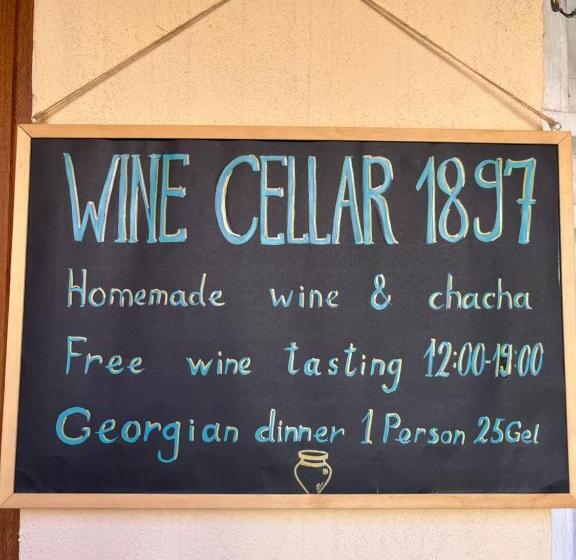 WINE CELLAR 1897
Homemade wine & chacha
Free wine tasting 12:00-19:00
Georgian dinner 1 Person 25Gel